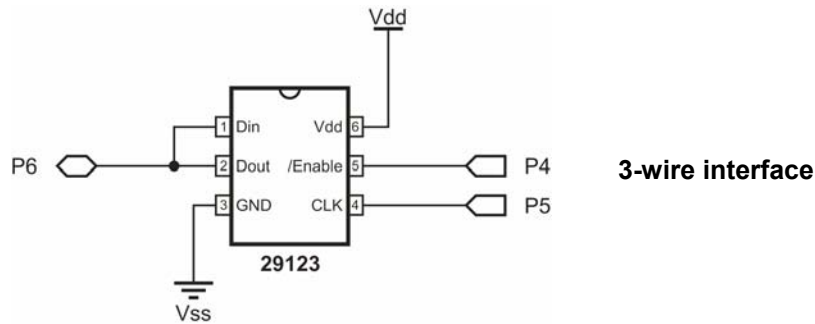 Vdd
1 Din Vdd 6
P6 2 Dout /Enable 5 P4
3 GND CLK 4 P5
29123
Vss
3-wire interface